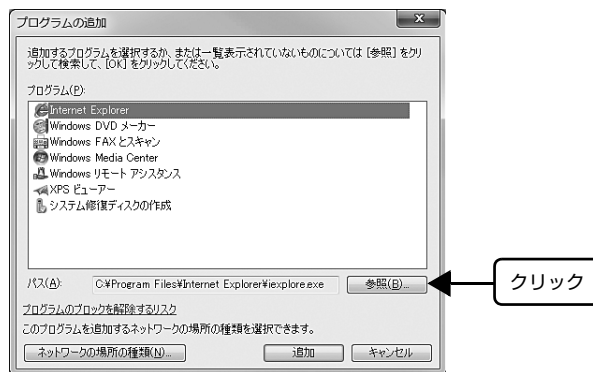 プログラムの追加
x
追加するプログラムを選択するか、または一覧表示されていないものについては [参照] をクリ
ックして検索して、[OK] をクリックしてください。
プログラム(P):
Internet Explorer
Windows DVD メーカー
Windows FAX とスキャン
Windows Media Center
Windows リモート アシスタンス
XPS ビューアー
システム修復ディスクの作成
パス(A): C:¥Program Files¥Internet Explorer¥iexplore.exe 参照(B)...
クリック
プログラムのブロックを解除するリスク
このプログラムを追加するネットワークの場所の種類を選択できます。
ネットワークの場所の種類(N)... 追加 キャンセル